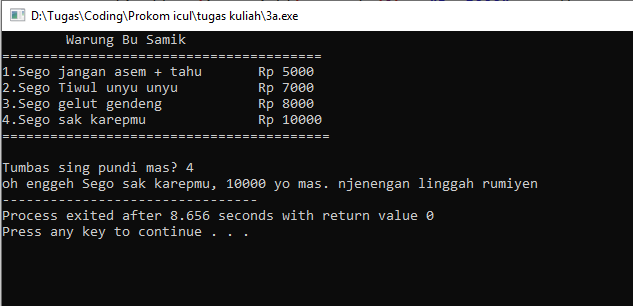 D:\Tugas\Coding\Prokom icul\tugas kuliah\3a.exe
Warung Bu Samik
========================================
1.Sego jangan asem + tahu       Rp 5000
2.Sego Tiwul unyu unyu          Rp 7000
3.Sego gelut gendeng            Rp 8000
4.Sego sak karepmu              Rp 10000
=========================================
Tumbas sing pundi mas? 4
oh enggeh Sego sak karepmu, 10000 yo mas. njenengan linggah rumiyen
--------------------------------
Process exited after 8.656 seconds with return value 0
Press any key to continue . . .